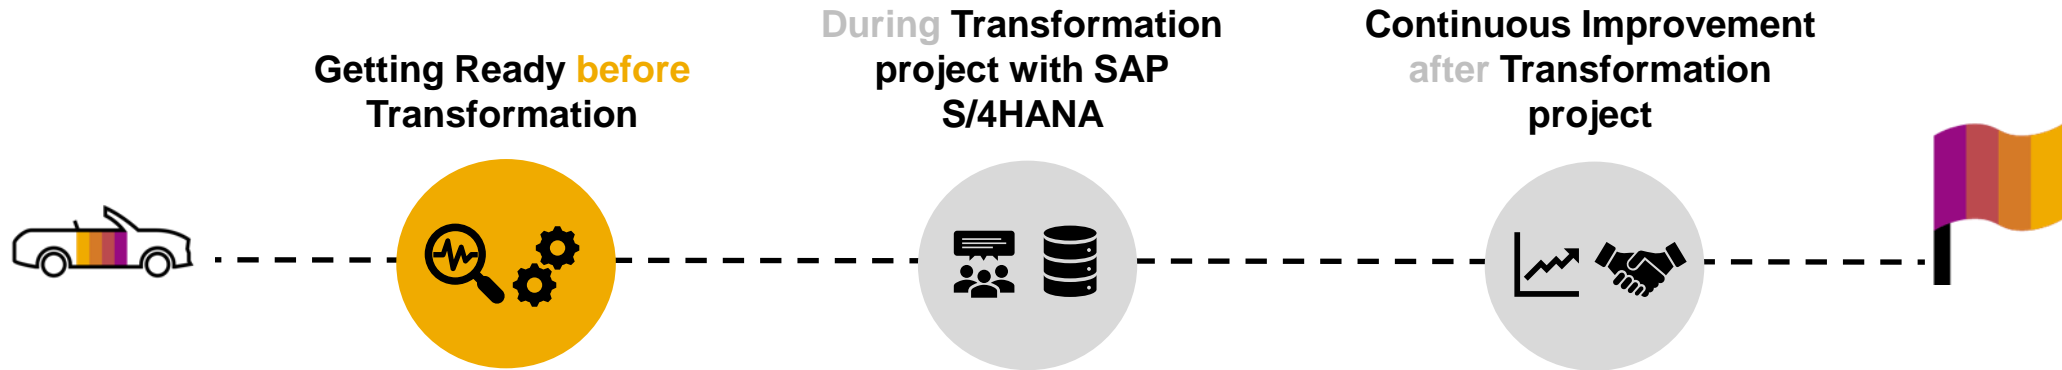 Getting Ready before
Transformation
During Transformation
project with SAP
S/4HANA
Continuous Improvement
after Transformation
project